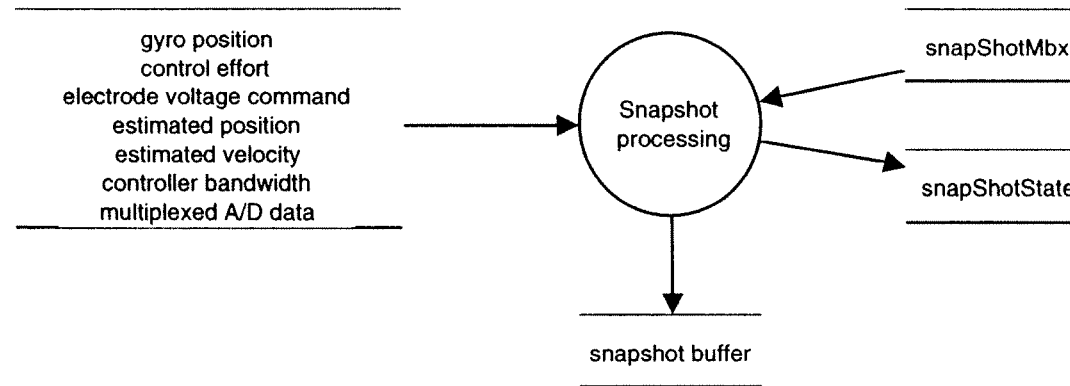 gyro position
control effort
electrode voltage command
estimated position
estimated velocity
controller bandwidth
multiplexed A/D data
Snapshot
processing
snapShotMbx
snapShotState
snapshot buffer